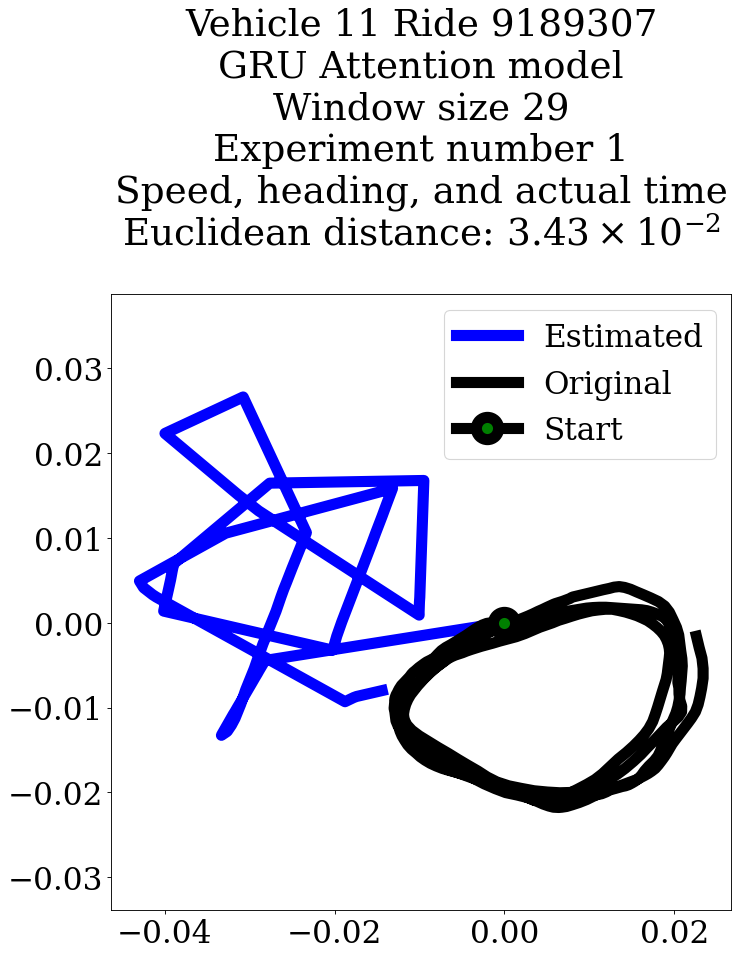 Vehicle 11 Ride 9189307
GRU Attention model
Window size 29
Experiment number 1
Speed, heading, and actual time
Euclidean distance: 3.43 × 10⁻²
Estimated
Original
Start
0.03
0.02
0.01
0.00
−0.01
−0.02
−0.03
−0.04
−0.02
0.00
0.02